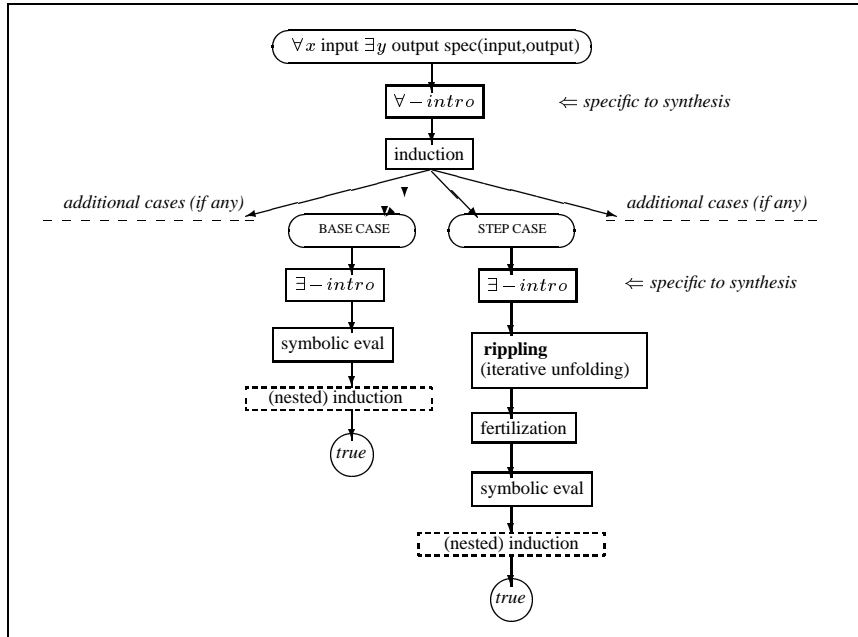 ∀x input ∃y output spec(input,output)
∀ – intro
⇐ specific to synthesis
induction
additional cases (if any)
additional cases (if any)
BASE CASE
STEP CASE
∃ – intro
∃ – intro
⇐ specific to synthesis
symbolic eval
rippling
(iterative unfolding)
(nested) induction
fertilization
true
symbolic eval
(nested) induction
true